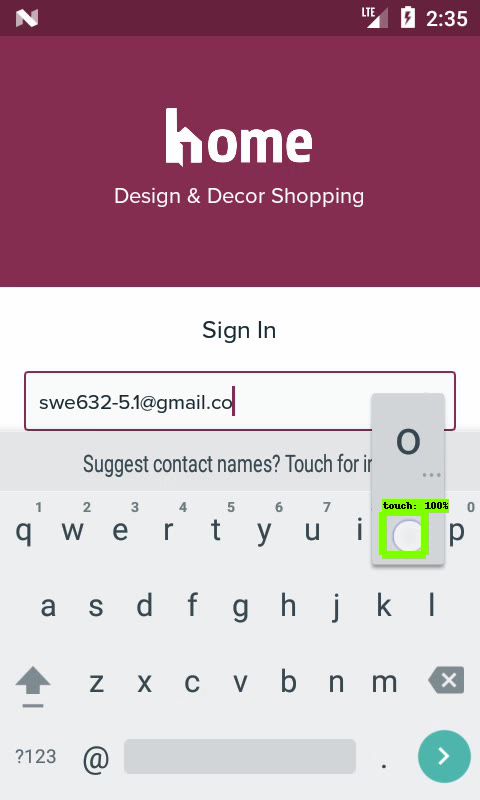 LTE 2:35
home
Design & Decor Shopping
Sign In
swe632-5.1@gmail.co
o
Suggest contact names? Touch for in
...
touch: 100%
1 2 3 4 5 6 7 0
q w e r t y u i p
a s d f g h j k l
z x c v b n m
?123 @ .